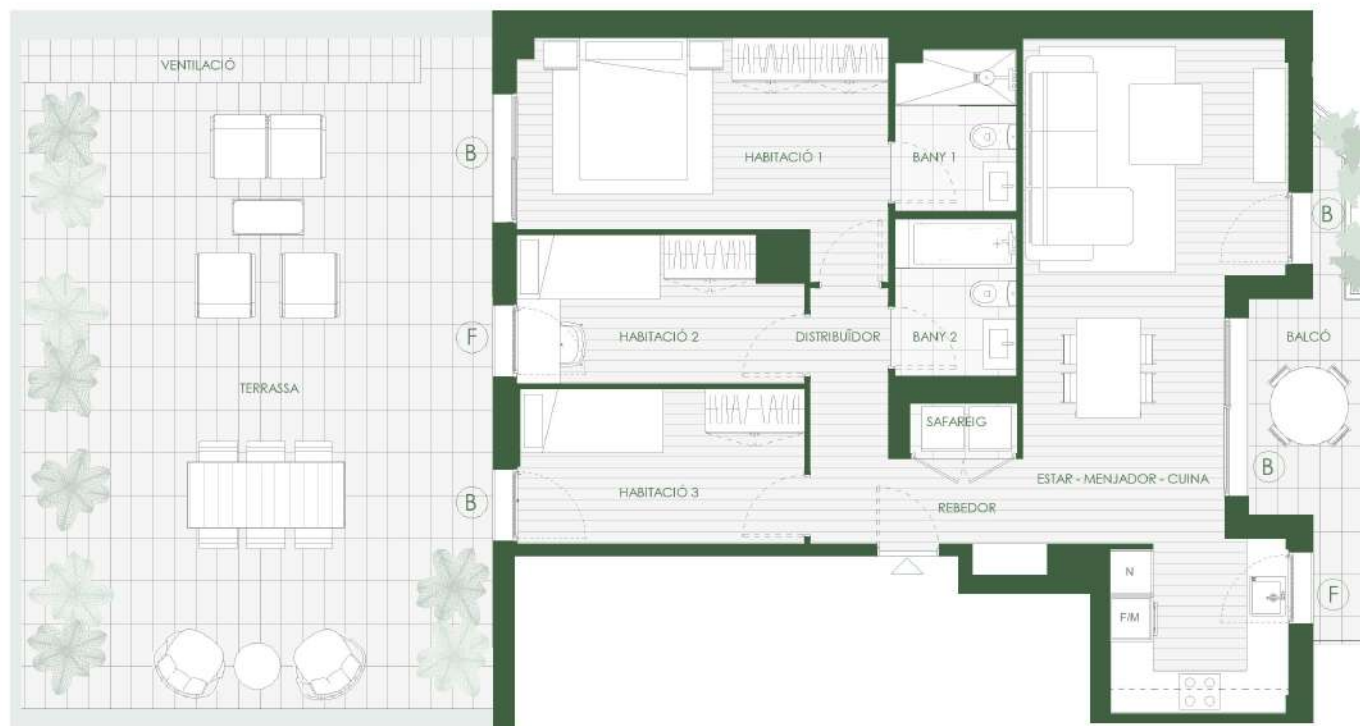 VENTILACIÓ
B
HABITACIÓ 1
BANY 1
B
F
HABITACIÓ 2
DISTRIBUÏDOR
BANY 2
BALCÓ
TERRASSA
SAFAREIG
B
HABITACIÓ 3
ESTAR - MENJADOR - CUINA
B
REBEDOR
N
F/M
F